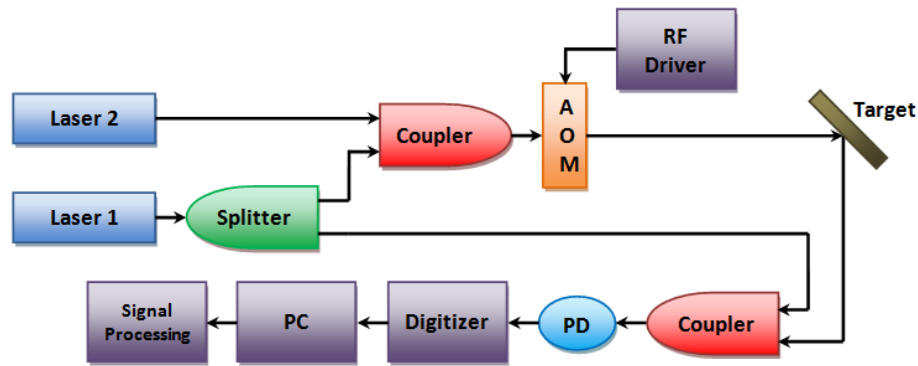 RF
Driver
Target
A
O
M
Laser 2
Coupler
Laser 1
Splitter
Signal
Processing
PC
Digitizer
PD
Coupler